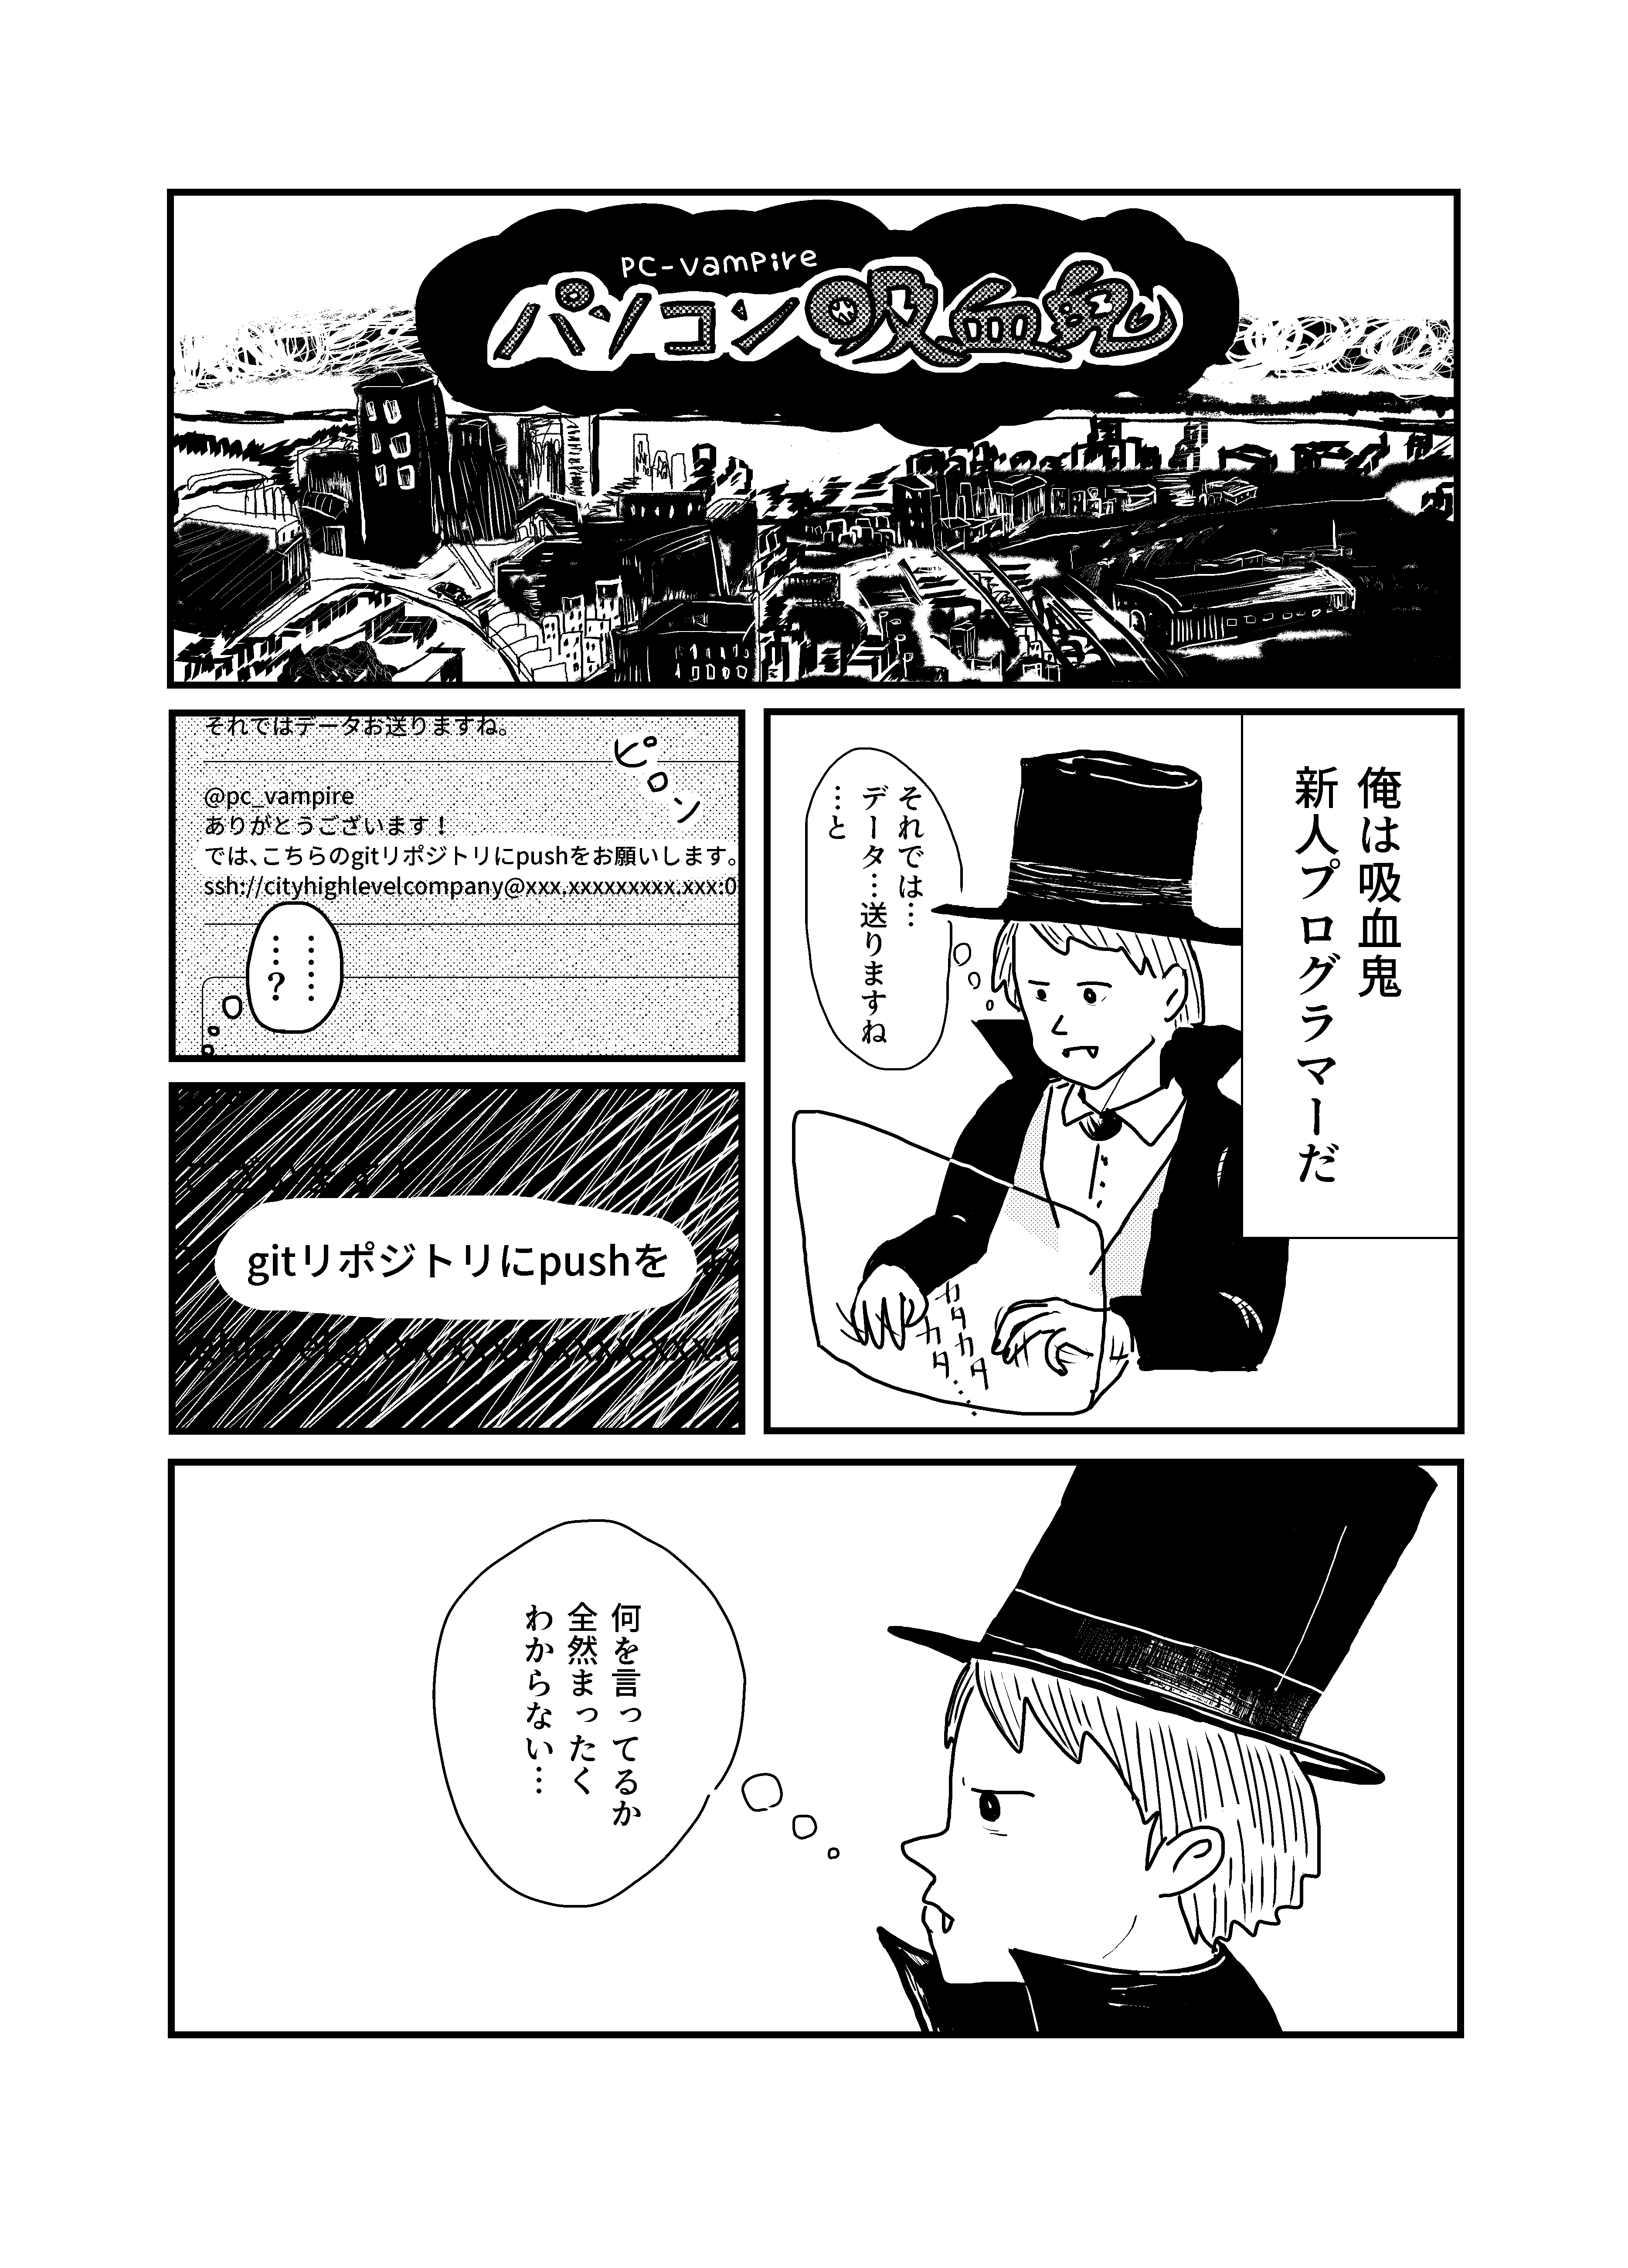 PC-vampire
パソコン吸血鬼
俺は吸血鬼
新人プログラマーだ
それでは…
データ…送りますね
…と
カタカタ
カタ…
それではデータお送りますね。
ピロン
@pc_vampire
ありがとうございます！
では、こちらのgitリポジトリにpushをお願いします。
ssh://cityhighlevelcompany@xxx.xxxxxxxxx.xxx:0
……
…？
gitリポジトリにpushを
何を言ってるか
全然まったく
わからない…